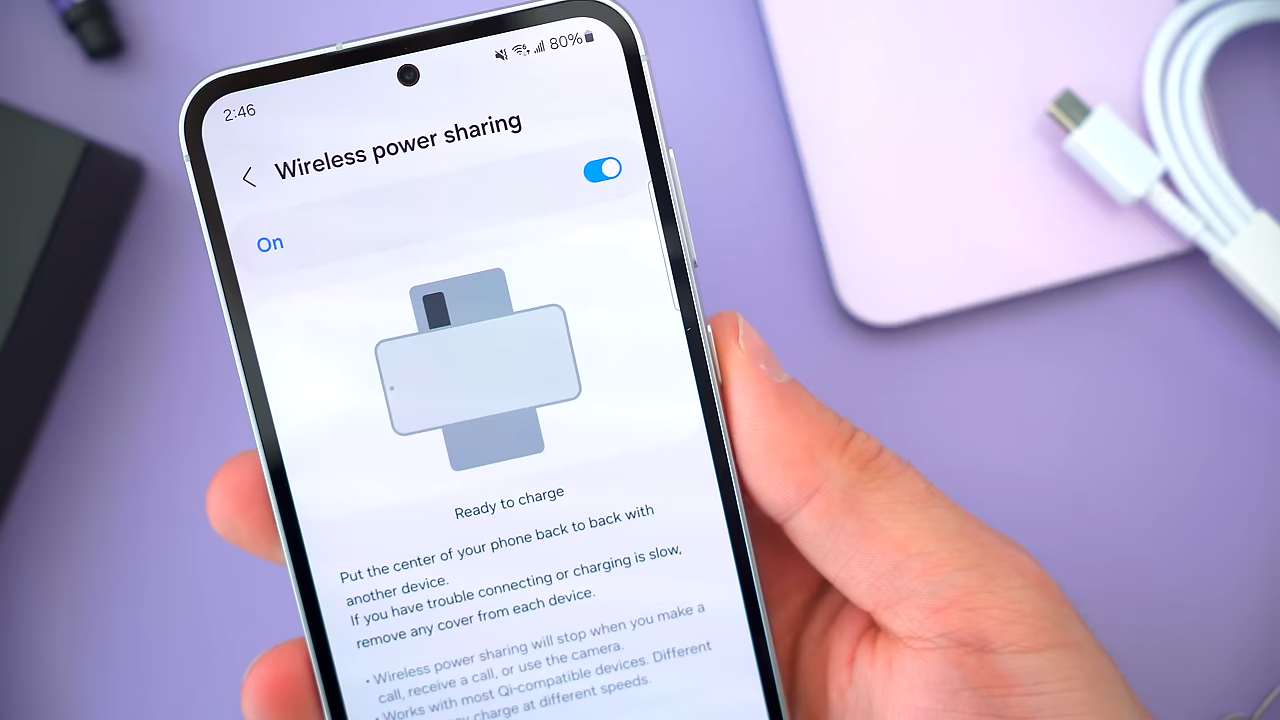 2:46
80%
Wireless power sharing
On
Ready to charge
Put the center of your phone back to back with
another device.
If you have trouble connecting or charging is slow,
remove any cover from each device.
• Wireless power sharing will stop when you make a
call, receive a call, or use the camera.
• Works with most Qi-compatible devices. Different
charge at different speeds.